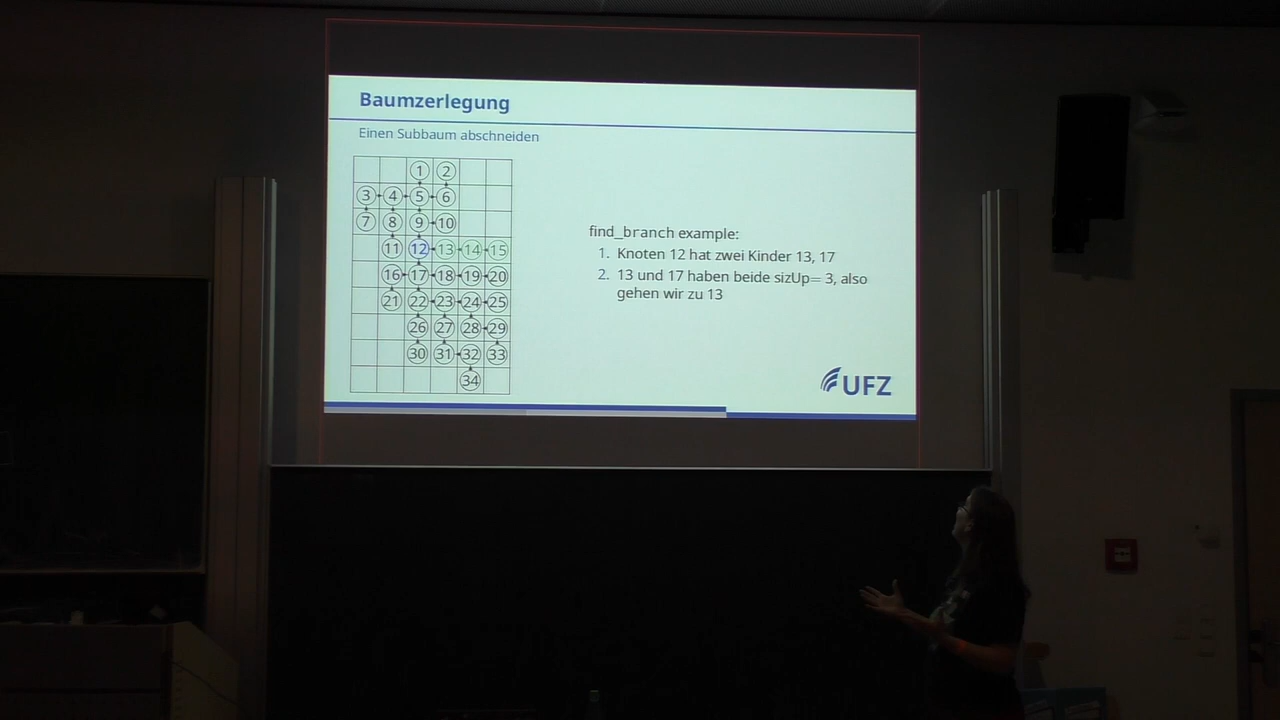 Baumzerlegung
Einen Subbaum abschneiden
1 2
3 4 5 6
7 8 9 10
11 12 13 14 15
16 17 18 19 20
21 22 23 24 25
26 27 28 29
30 31 32 33
34
find_branch example:
1. Knoten 12 hat zwei Kinder 13, 17
2. 13 und 17 haben beide sizUp= 3, also
gehen wir zu 13
UFZ